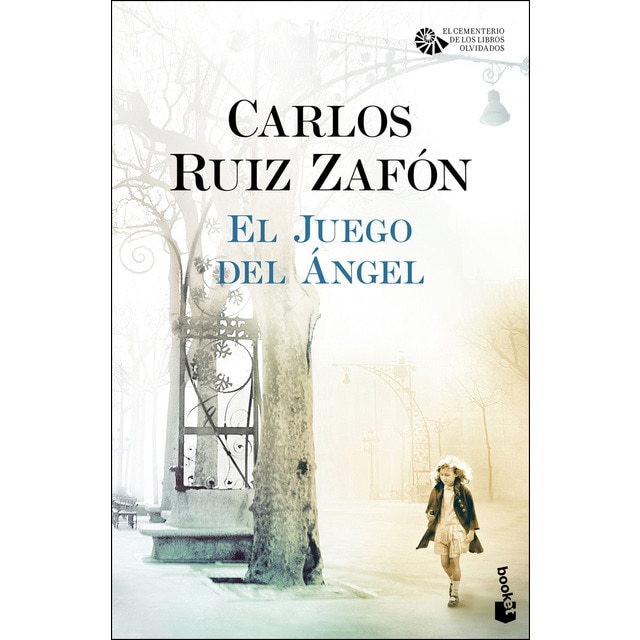 EL CEMENTERIO
DE LOS LIBROS
OLVIDADOS
CARLOS
RUIZ ZAFÓN
EL JUEGO
DEL ÁNGEL
booket